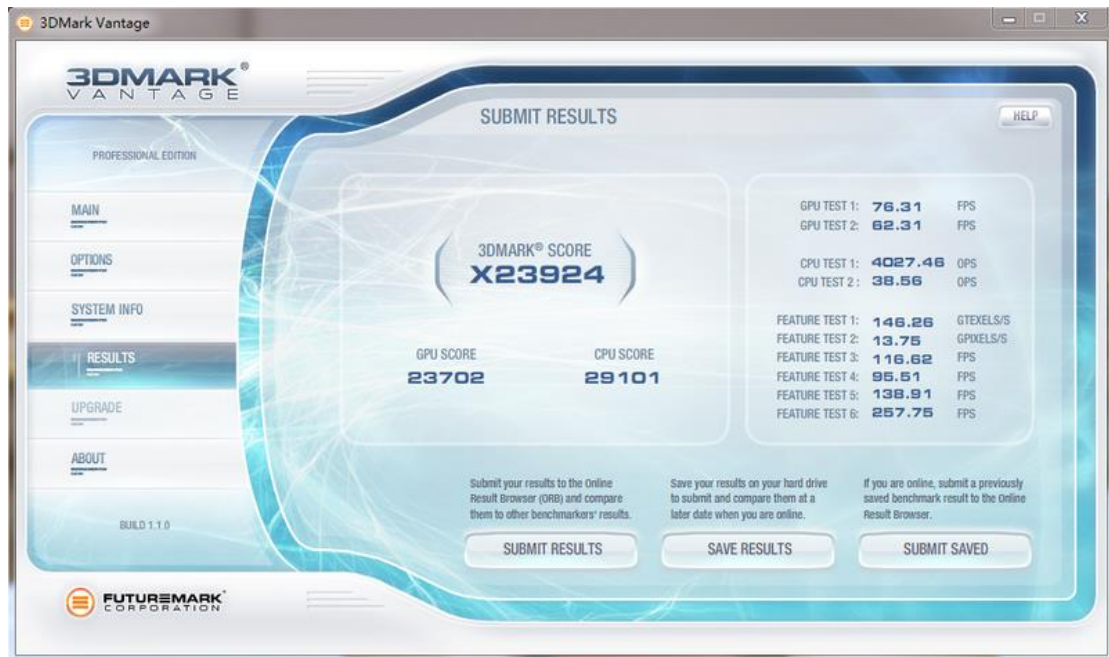 3DMark Vantage
3DMARK®
VANTAGE
SUBMIT RESULTS
HELP
PROFESSIONAL EDITION
MAIN
OPTIONS
SYSTEM INFO
RESULTS
UPGRADE
ABOUT
BUILD 1.1.0
FUTUREMARK
CORPORATION
3DMARK® SCORE
X23924
GPU SCORE
23702
CPU SCORE
29101
GPU TEST 1: 76.31 FPS
GPU TEST 2: 62.31 FPS
CPU TEST 1: 4027.46 OPS
CPU TEST 2 : 38.56 OPS
FEATURE TEST 1: 146.26 GTEXELS/S
FEATURE TEST 2: 13.75 GPIXELS/S
FEATURE TEST 3: 116.62 FPS
FEATURE TEST 4: 95.51 FPS
FEATURE TEST 5: 138.91 FPS
FEATURE TEST 6: 257.75 FPS
Submit your results to the Online
Result Browser (ORB) and compare
them to other benchmarkers' results.
SUBMIT RESULTS
Save your results on your hard drive
to submit and compare them at a
later date when you are online.
SAVE RESULTS
If you are online, submit a previously
saved benchmark result to the Online
Result Browser.
SUBMIT SAVED